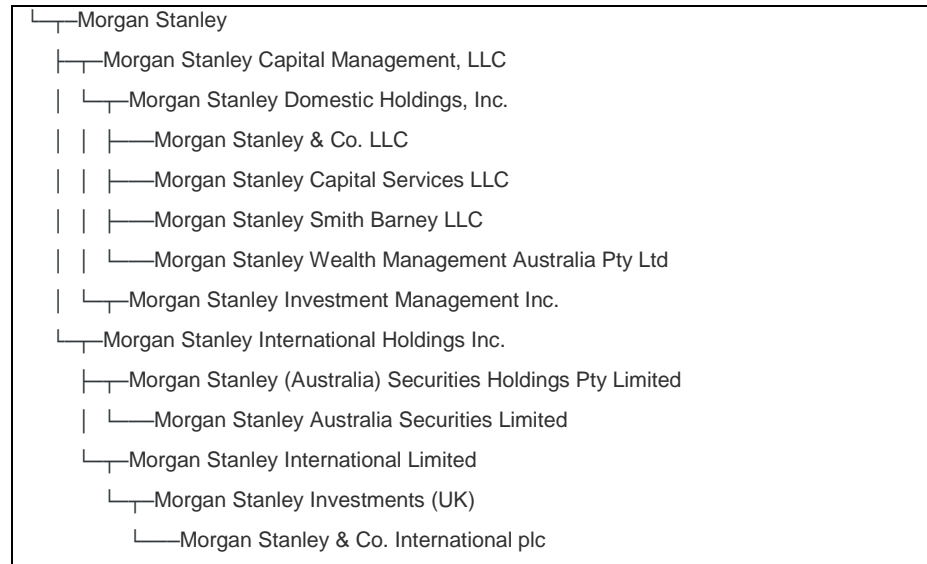 Morgan Stanley
Morgan Stanley Capital Management, LLC
Morgan Stanley Domestic Holdings, Inc.
Morgan Stanley & Co. LLC
Morgan Stanley Capital Services LLC
Morgan Stanley Smith Barney LLC
Morgan Stanley Wealth Management Australia Pty Ltd
Morgan Stanley Investment Management Inc.
Morgan Stanley International Holdings Inc.
Morgan Stanley (Australia) Securities Holdings Pty Limited
Morgan Stanley Australia Securities Limited
Morgan Stanley International Limited
Morgan Stanley Investments (UK)
Morgan Stanley & Co. International plc